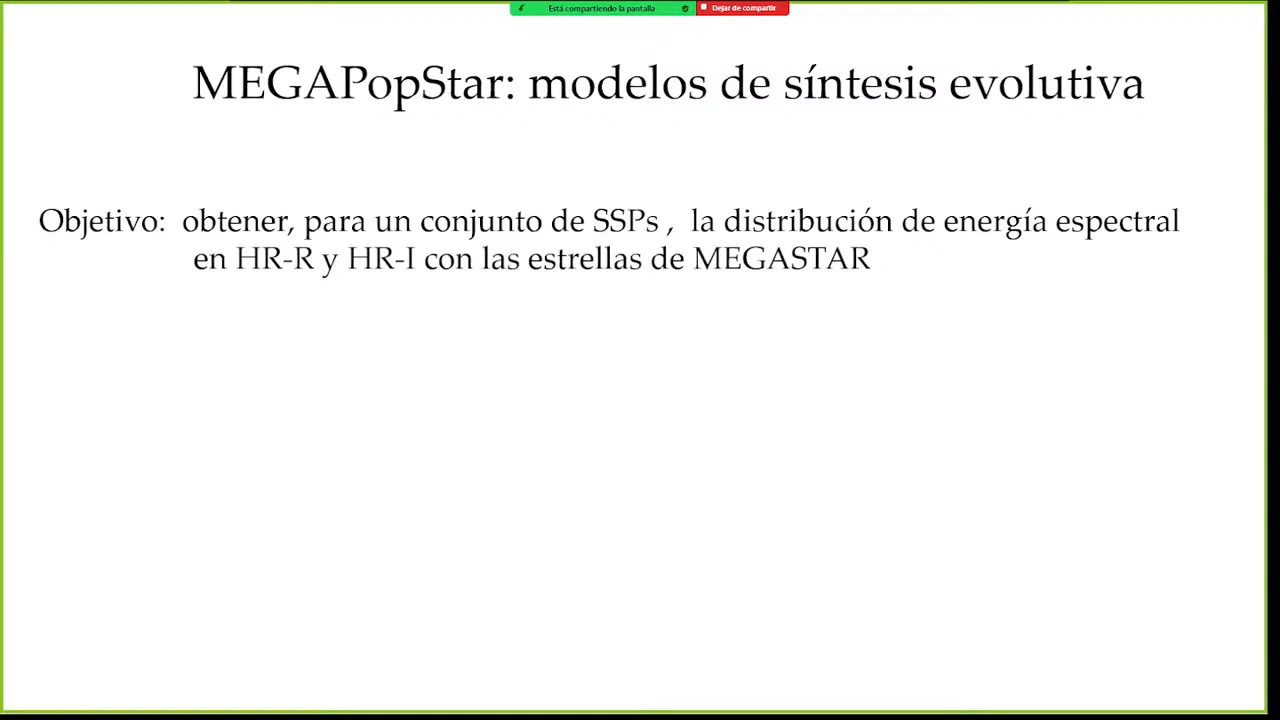 Está compartiendo la pantalla Dejar de compartir
MEGAPopStar: modelos de síntesis evolutiva
Objetivo: obtener, para un conjunto de SSPs , la distribución de energía espectral
en HR-R y HR-I con las estrellas de MEGASTAR